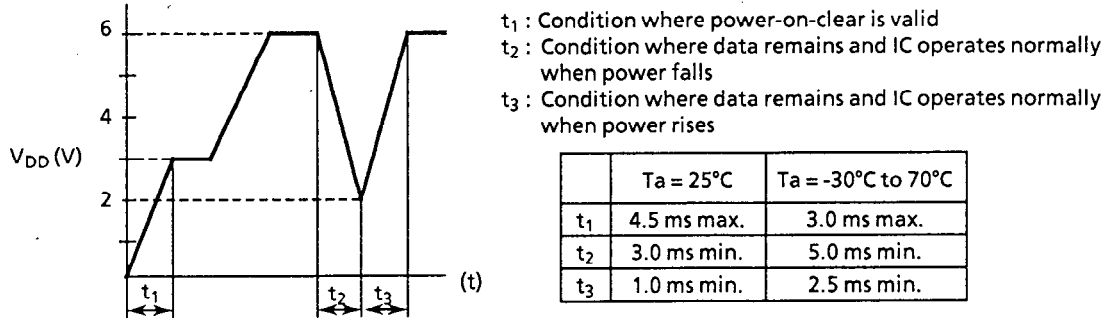 6
4
2
V_DD (V)
(t)
t₁
t₂
t₃
t₁ : Condition where power-on-clear is valid
t₂ : Condition where data remains and IC operates normally
when power falls
t₃ : Condition where data remains and IC operates normally
when power rises
Ta = 25°C Ta = -30°C to 70°C
t₁ 4.5 ms max. 3.0 ms max.
t₂ 3.0 ms min. 5.0 ms min.
t₃ 1.0 ms min. 2.5 ms min.